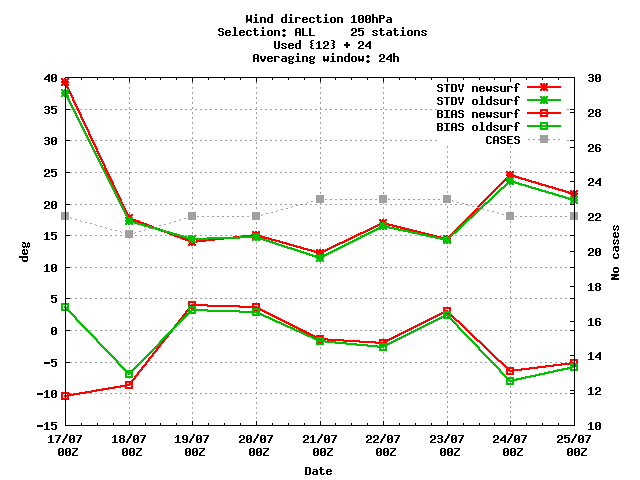 Wind direction 100hPa
Selection: ALL 25 stations
Used {12} + 24
Averaging window: 24h
STDV newsurf
STDV oldsurf
BIAS newsurf
BIAS oldsurf
CASES
40
35
30
25
20
15
10
5
0
-5
-10
-15
deg
30
28
26
24
22
20
18
16
14
12
10
No cases
17/07 18/07 19/07 20/07 21/07 22/07 23/07 24/07 25/07
00Z 00Z 00Z 00Z 00Z 00Z 00Z 00Z 00Z
Date